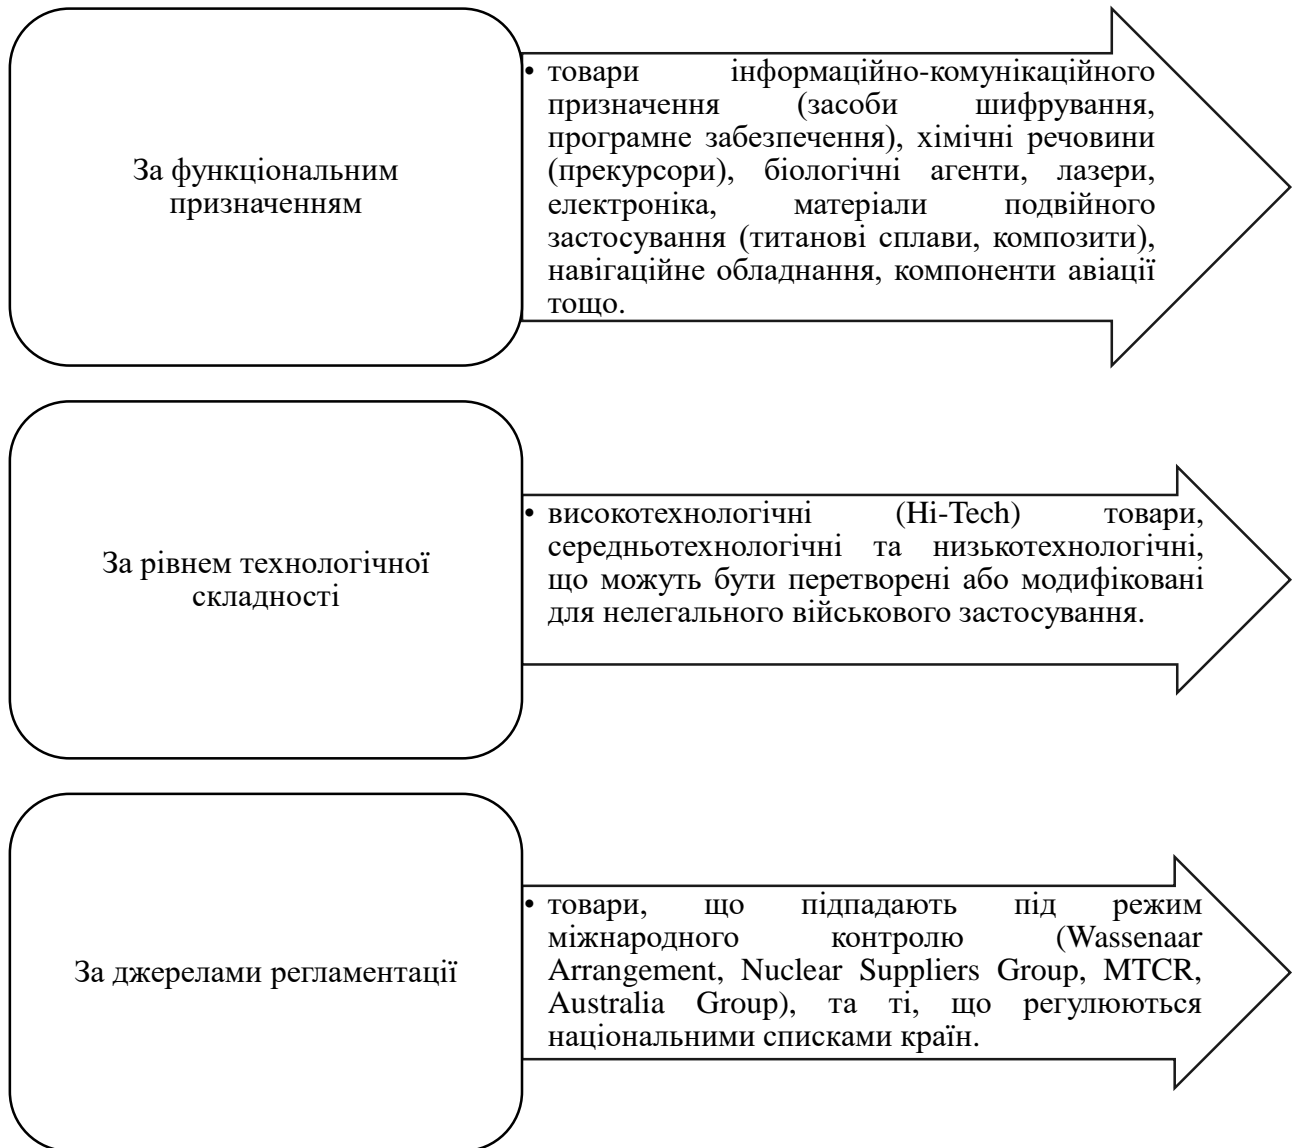 За функціональним
призначенням
• товари інформаційно-комунікаційного
призначення (засоби шифрування,
програмне забезпечення), хімічні речовини
(прекурсори), біологічні агенти, лазери,
електроніка, матеріали подвійного
застосування (титанові сплави, композити),
навігаційне обладнання, компоненти авіації
тощо.
За рівнем технологічної
складності
• високотехнологічні (Hi-Tech) товари,
середньотехнологічні та низькотехнологічні,
що можуть бути перетворені або модифіковані
для нелегального військового застосування.
За джерелами регламентації
• товари, що підпадають під режим
міжнародного контролю (Wassenaar
Arrangement, Nuclear Suppliers Group, MTCR,
Australia Group), та ті, що регулюються
національними списками країн.